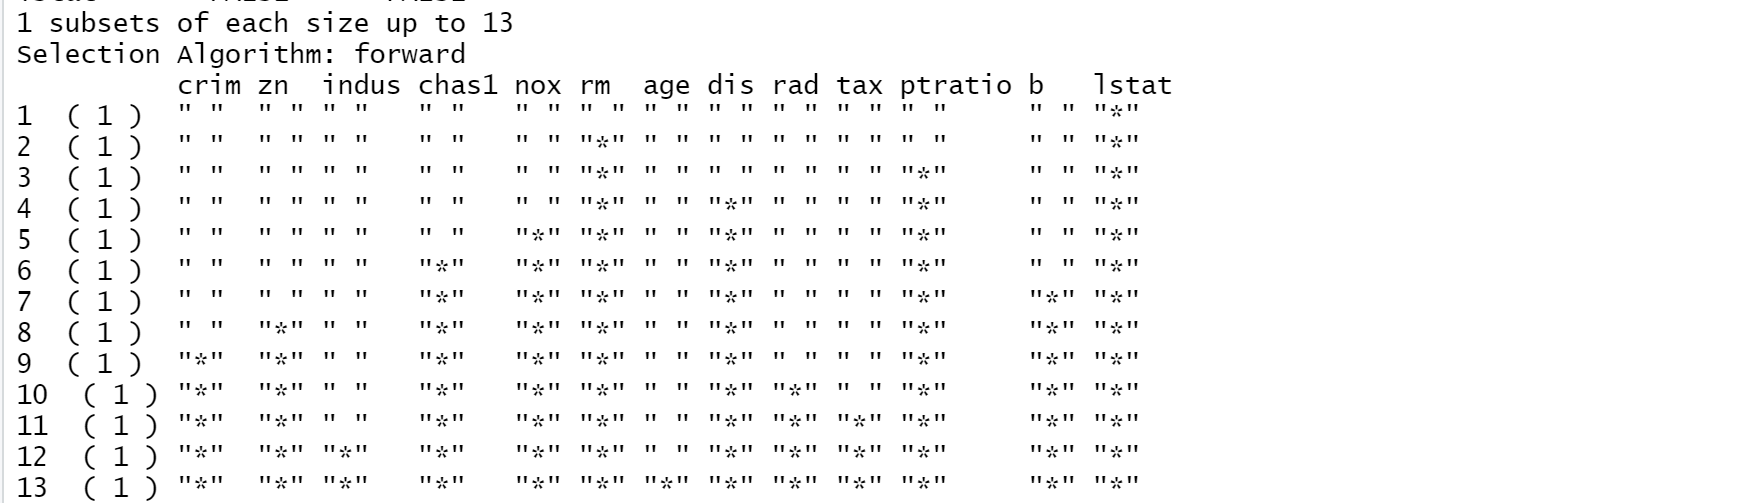 1 subsets of each size up to 13
Selection Algorithm: forward
          crim zn  indus chas1 nox rm  age dis rad tax ptratio b   lstat
1  ( 1 )  " "  " " " "   " "   " " " " " " " " " " " " " "     " " "*"
2  ( 1 )  " "  " " " "   " "   " " "*" " " " " " " " " " "     " " "*"
3  ( 1 )  " "  " " " "   " "   " " "*" " " " " " " " " "*"     " " "*"
4  ( 1 )  " "  " " " "   " "   " " "*" " " "*" " " " " "*"     " " "*"
5  ( 1 )  " "  " " " "   " "   "*" "*" " " "*" " " " " "*"     " " "*"
6  ( 1 )  " "  " " " "   "*"   "*" "*" " " "*" " " " " "*"     " " "*"
7  ( 1 )  " "  " " " "   "*"   "*" "*" " " "*" " " " " "*"     "*" "*"
8  ( 1 )  " "  "*" " "   "*"   "*" "*" " " "*" " " " " "*"     "*" "*"
9  ( 1 )  "*"  "*" " "   "*"   "*" "*" " " "*" " " " " "*"     "*" "*"
10  ( 1 ) "*"  "*" " "   "*"   "*" "*" " " "*" "*" " " "*"     "*" "*"
11  ( 1 ) "*"  "*" " "   "*"   "*" "*" " " "*" "*" "*" "*"     "*" "*"
12  ( 1 ) "*"  "*" "*"   "*"   "*" "*" " " "*" "*" "*" "*"     "*" "*"
13  ( 1 ) "*"  "*" "*"   "*"   "*" "*" "*" "*" "*" "*" "*"     "*" "*"